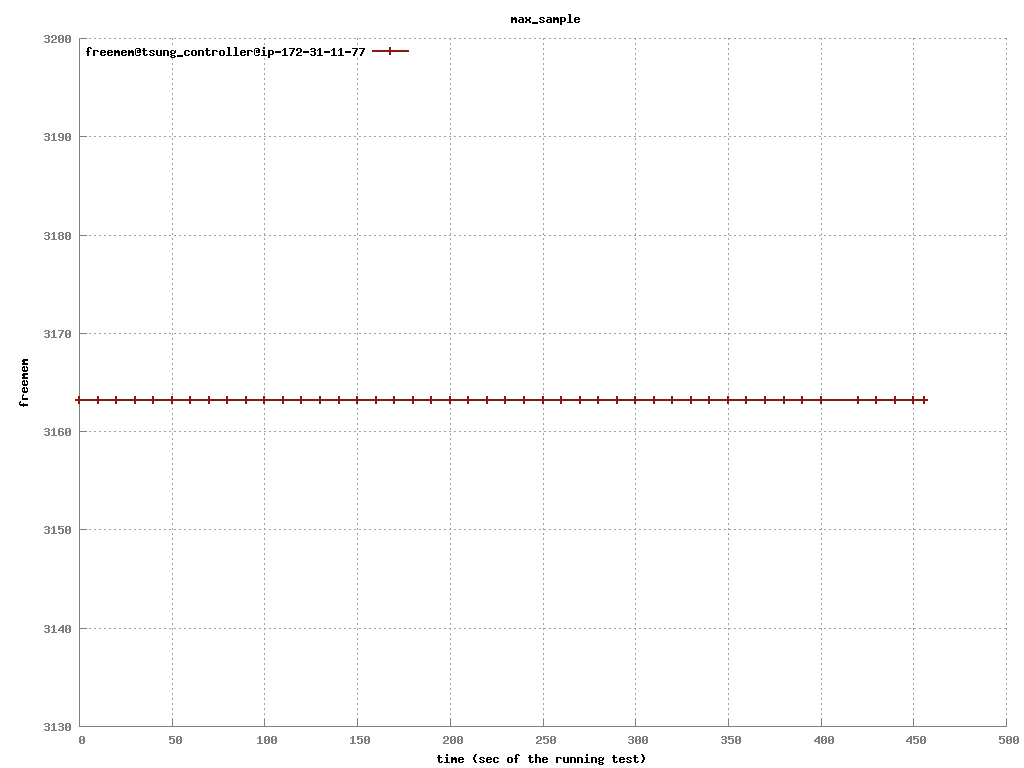 max_sample
freemem@tsung_controller@ip-172-31-11-77
3200
3190
3180
3170
3160
3150
3140
3130
freemem
0 50 100 150 200 250 300 350 400 450 500
time (sec of the running test)